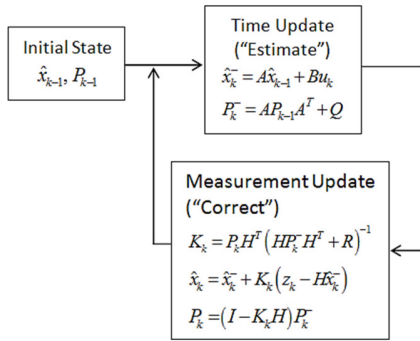 Initial State
x̂ₖ₋₁, Pₖ₋₁
Time Update
("Estimate")
x̂ₖ⁻ = Ax̂ₖ₋₁ + Buₖ
Pₖ⁻ = APₖ₋₁Aᵀ + Q
Measurement Update
("Correct")
Kₖ = PₖHᵀ(HPₖ⁻Hᵀ + R)⁻¹
x̂ₖ = x̂ₖ⁻ + Kₖ(zₖ − Hx̂ₖ⁻)
Pₖ = (I − KₖH)Pₖ⁻